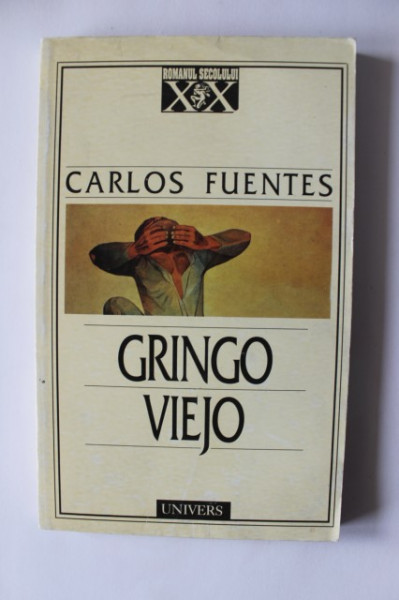 ROMANUL SECOLULUI
XX
CARLOS FUENTES
GRINGO
VIEJO
UNIVERS